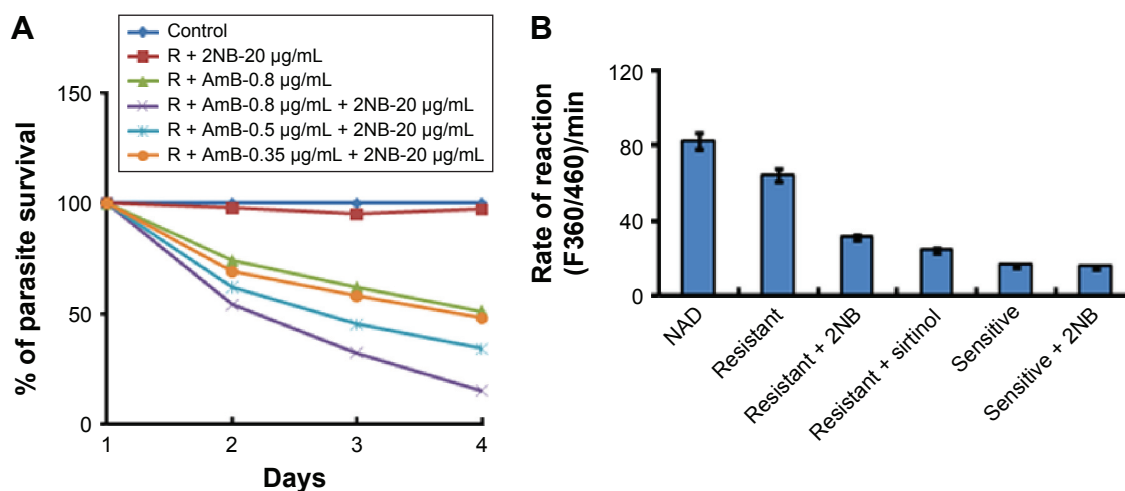 A
Control
R + 2NB-20 µg/mL
R + AmB-0.8 µg/mL
R + AmB-0.8 µg/mL + 2NB-20 µg/mL
R + AmB-0.5 µg/mL + 2NB-20 µg/mL
R + AmB-0.35 µg/mL + 2NB-20 µg/mL
% of parasite survival
150
100
50
0
1 2 3 4
Days
B
Rate of reaction
(F360/460)/min
120
80
40
0
NAD
Resistant
Resistant + 2NB
Resistant + sirtinol
Sensitive
Sensitive + 2NB